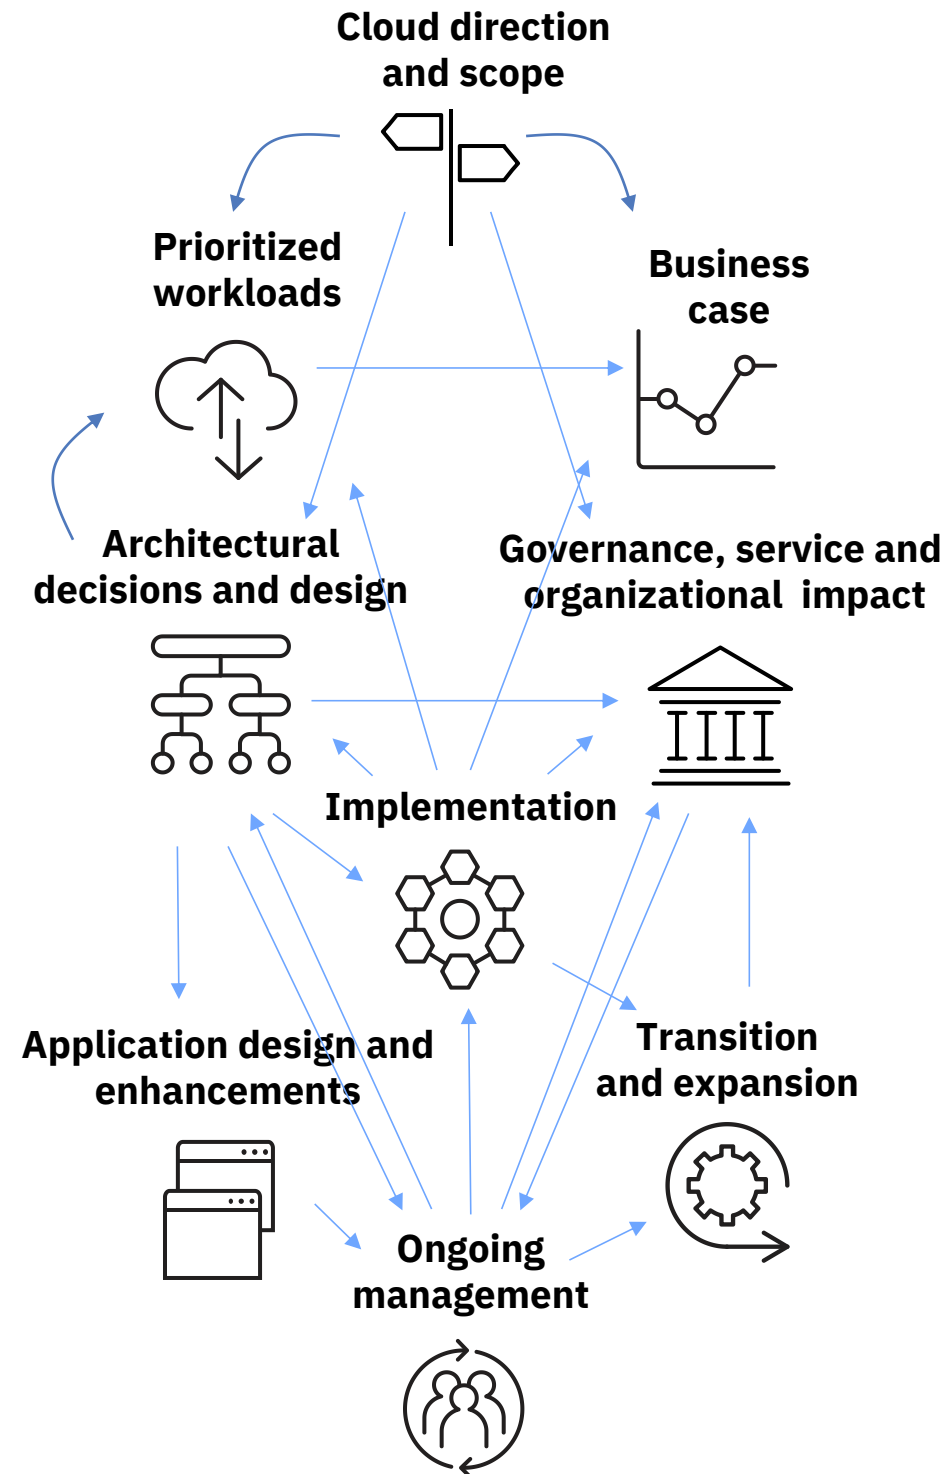 Cloud direction
and scope
Prioritized
workloads
Business
case
Architectural
decisions and design
Governance, service and
organizational impact
Implementation
Application design and
enhancements
Transition
and expansion
Ongoing
management